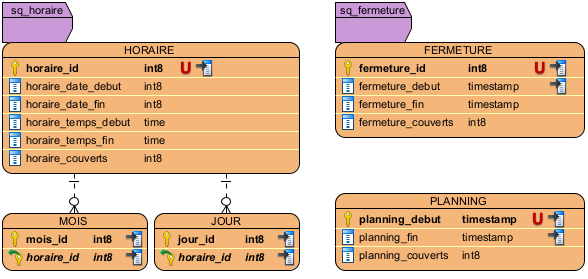 sq_horaire
HORAIRE
horaire_id int8 U
horaire_date_debut int8
horaire_date_fin int8
horaire_temps_debut time
horaire_temps_fin time
horaire_couverts int8
MOIS
mois_id int8
horaire_id int8
JOUR
jour_id int8
horaire_id int8
sq_fermeture
FERMETURE
fermeture_id int8 U
fermeture_debut timestamp
fermeture_fin timestamp
fermeture_couverts int8
PLANNING
planning_debut timestamp U
planning_fin timestamp
planning_couverts int8